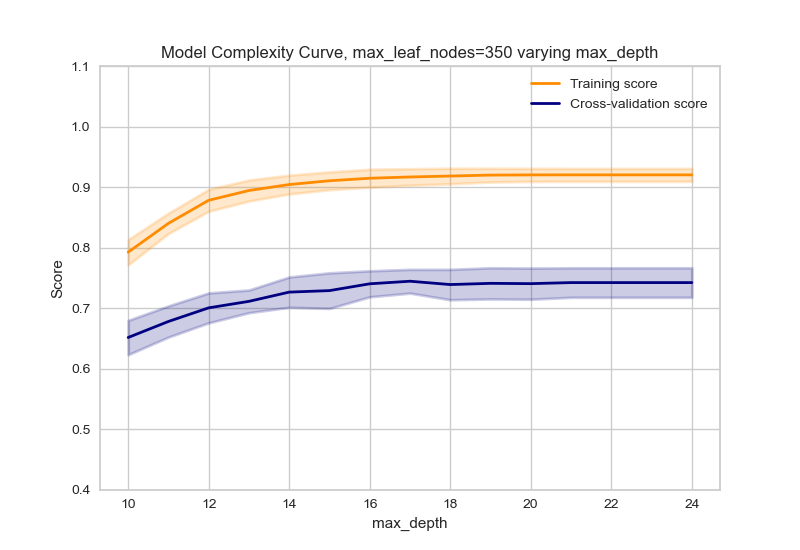 Model Complexity Curve, max_leaf_nodes=350 varying max_depth
1.1
1.0
0.9
0.8
0.7
0.6
0.5
0.4
Score
Training score
Cross-validation score
10 12 14 16 18 20 22 24
max_depth